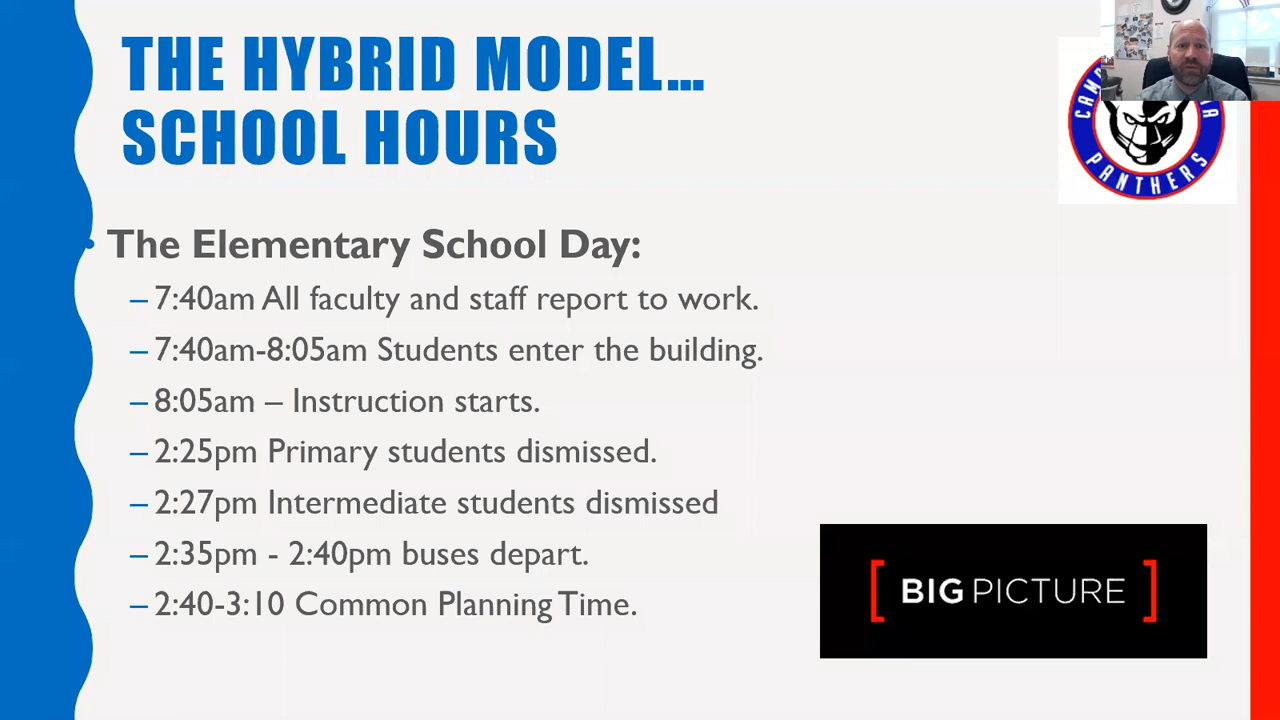 THE HYBRID MODEL...
SCHOOL HOURS
• The Elementary School Day:
– 7:40am All faculty and staff report to work.
– 7:40am-8:05am Students enter the building.
– 8:05am – Instruction starts.
– 2:25pm Primary students dismissed.
– 2:27pm Intermediate students dismissed
– 2:35pm - 2:40pm buses depart.
– 2:40-3:10 Common Planning Time.
PANTHERS
[ BIG PICTURE ]